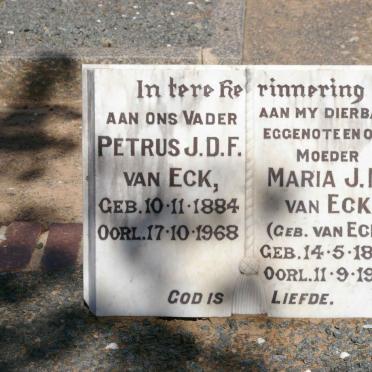 In tere he rinnering
AAN ONS VADER
PETRUS J.D.F.
VAN ECK,
GEB. 10·11·1884
OORL. 17·10·1968
AAN MY DIERBA
EGGENOTE EN O
MOEDER
MARIA J.
VAN ECK
(GEB. VAN EC
GEB. 14·5·18
OORL. 11·9·19
GOD IS LIEFDE.